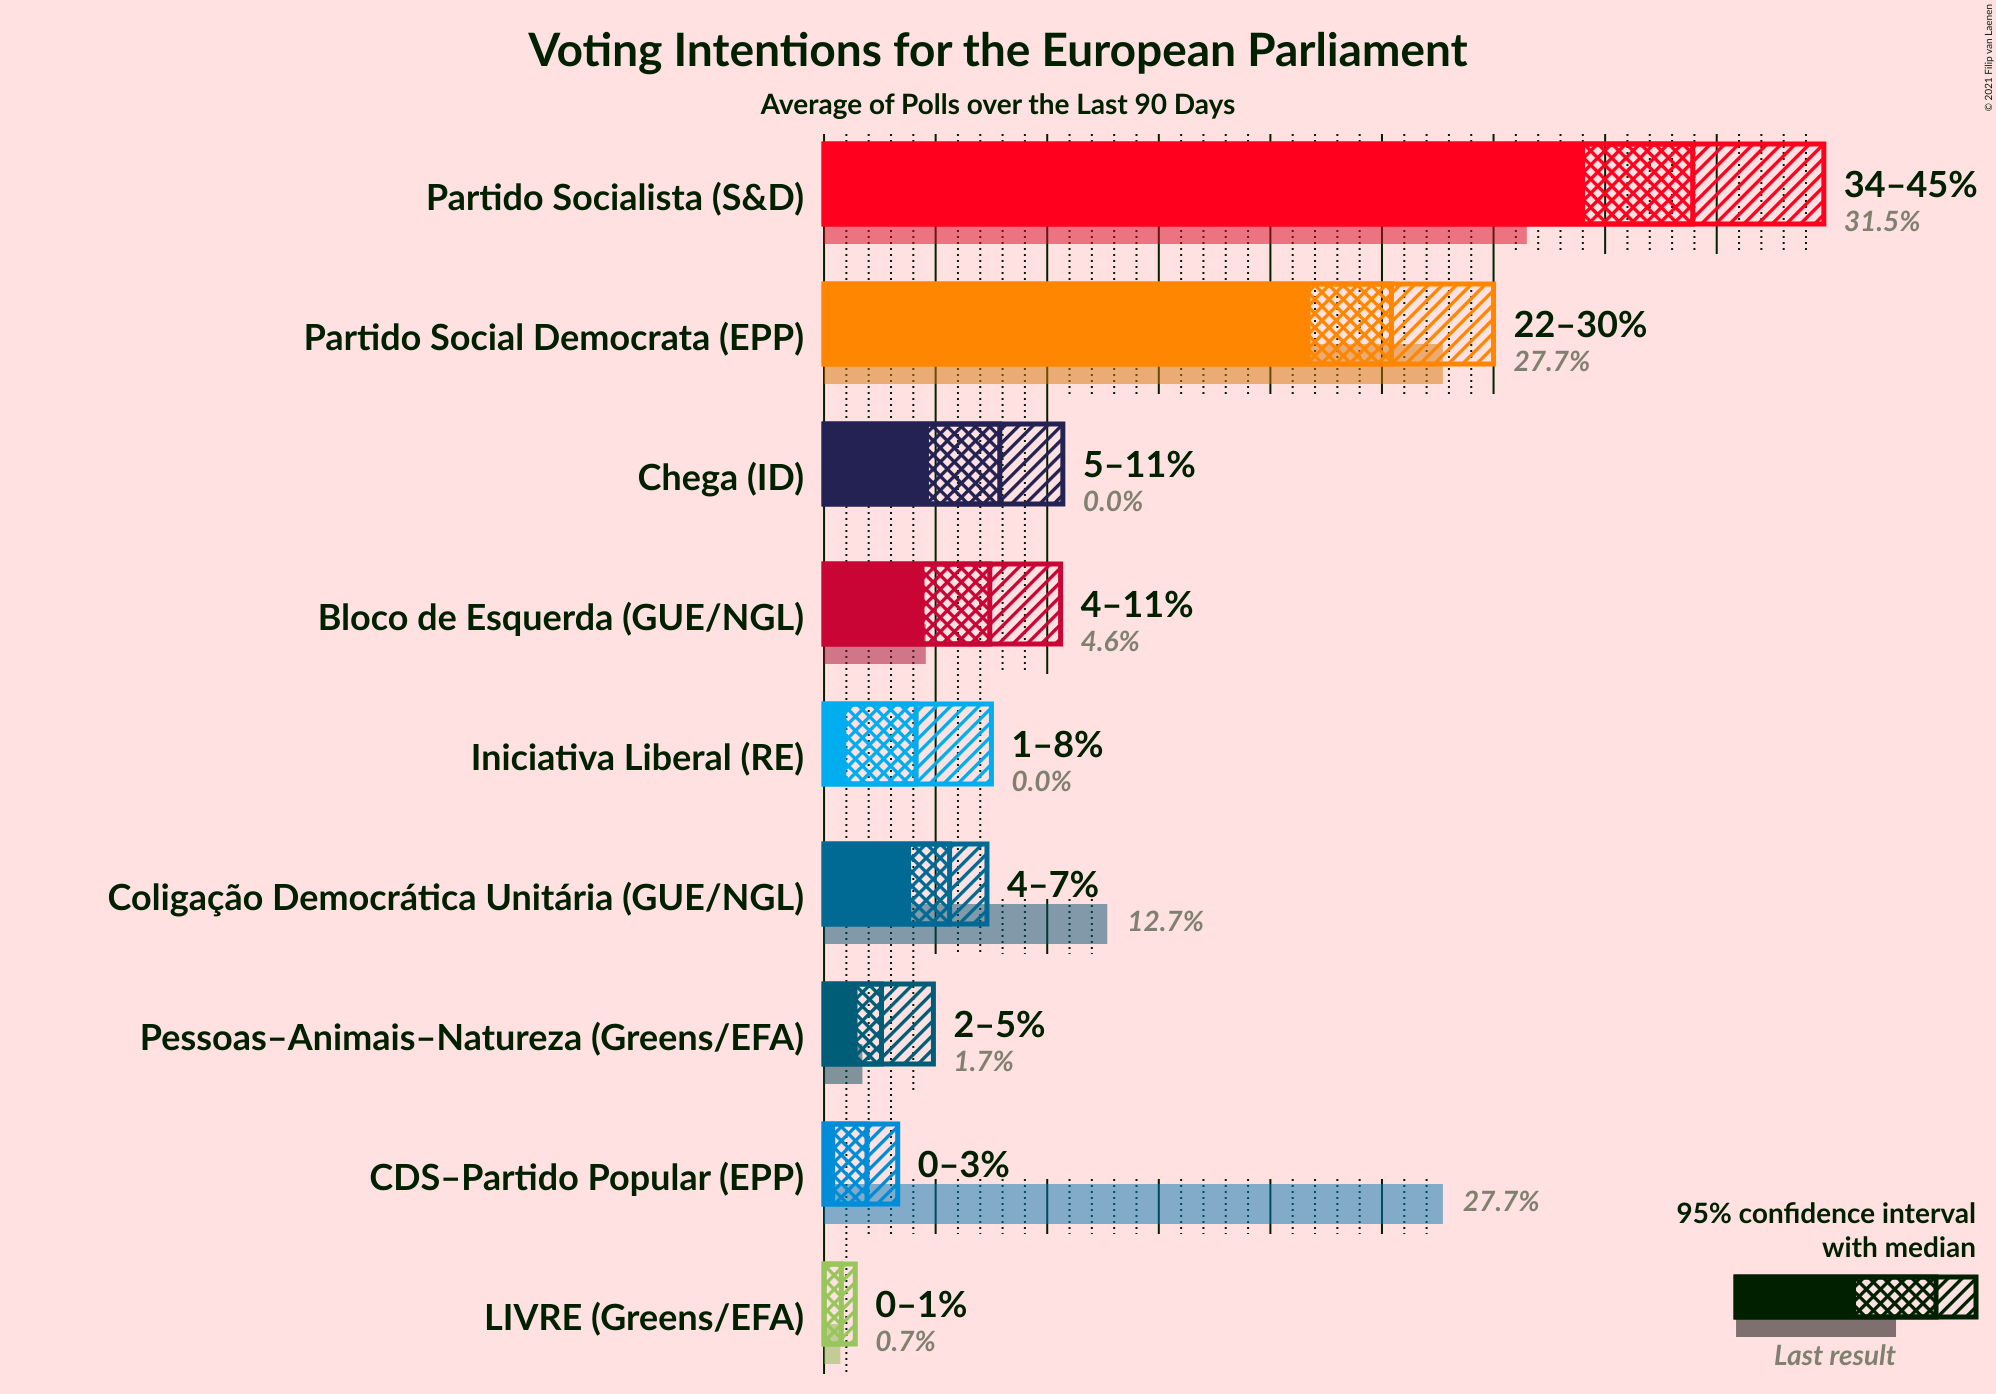 Voting Intentions for the European Parliament
Average of Polls over the Last 90 Days
© 2021 Filip van Laenen
Partido Socialista (S&D)
34–45%
31.5%
Partido Social Democrata (EPP)
22–30%
27.7%
Chega (ID)
5–11%
0.0%
Bloco de Esquerda (GUE/NGL)
4–11%
4.6%
Iniciativa Liberal (RE)
1–8%
0.0%
Coligação Democrática Unitária (GUE/NGL)
4–7%
12.7%
Pessoas–Animais–Natureza (Greens/EFA)
2–5%
1.7%
CDS–Partido Popular (EPP)
0–3%
27.7%
LIVRE (Greens/EFA)
0–1%
0.7%
95% confidence interval
with median
Last result